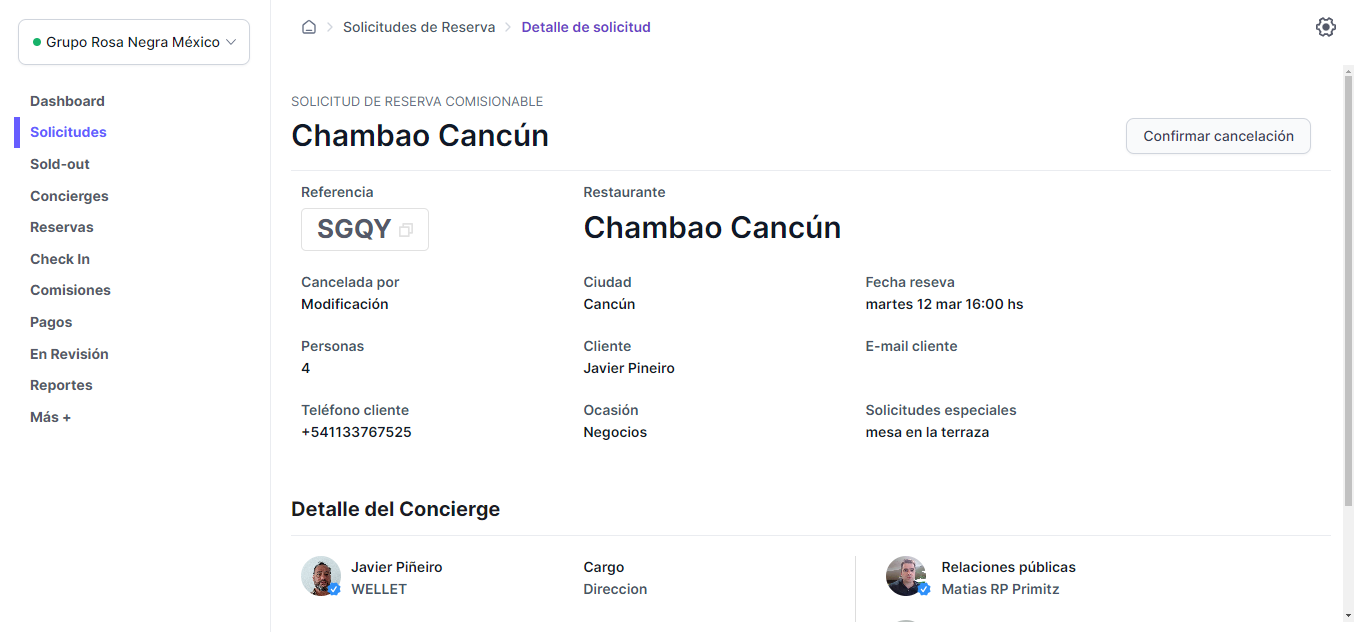 Grupo Rosa Negra México
Dashboard
Solicitudes
Sold-out
Concierges
Reservas
Check In
Comisiones
Pagos
En Revisión
Reportes
Más +
Solicitudes de Reserva
Detalle de solicitud
SOLICITUD DE RESERVA COMISIONABLE
Chambao Cancún
Confirmar cancelación
Referencia
SGQY
Restaurante
Chambao Cancún
Cancelada por
Modificación
Ciudad
Cancún
Fecha reseva
martes 12 mar 16:00 hs
Personas
4
Cliente
Javier Pineiro
E-mail cliente
Teléfono cliente
+541133767525
Ocasión
Negocios
Solicitudes especiales
mesa en la terraza
Detalle del Concierge
Javier Piñeiro
WELLET
Cargo
Direccion
Relaciones públicas
Matias RP Primitz